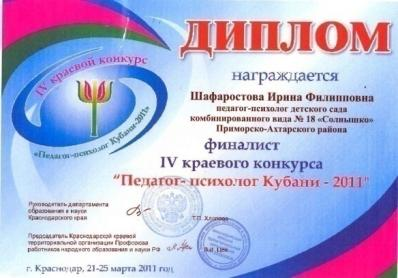 IV краевой конкурс
«Педагог-психолог Кубани-2011»
ДИПЛОМ
награждается
Шафаростова Ирина Филипповна
педагог-психолог детского сада
комбинированного вида № 18 «Солнышко»
Приморско-Ахтарского района
финалист
IV краевого конкурса
"Педагог- психолог Кубани - 2011"
Руководитель департамента
образования и науки
Краснодарского края
Т.П. Хлопова
Председатель Краснодарской краевой
территориальной организации Профсоюза
работников народного образования и науки РФ
г. Краснодар, 21-25 марта 2011 год